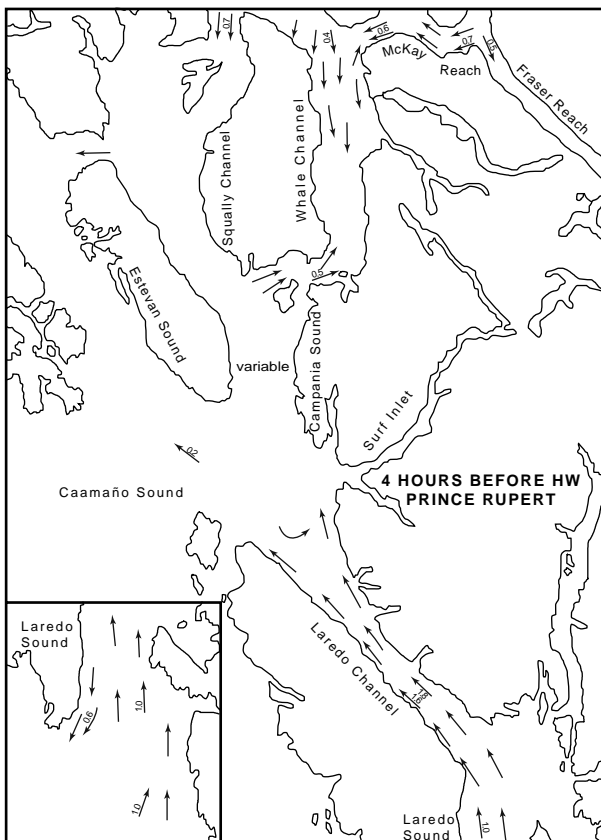 0.7
0.4
0.6
McKay
Reach
0.7
0.5
Fraser Reach
Squally Channel
Whale Channel
0.5
Estevan Sound
variable
Campania Sound
Surf Inlet
0.2
Caamaño Sound
4 HOURS BEFORE HW
PRINCE RUPERT
Laredo
Sound
0.6
1.0
1.0
Laredo Channel
1.6
Laredo
Sound
1.0